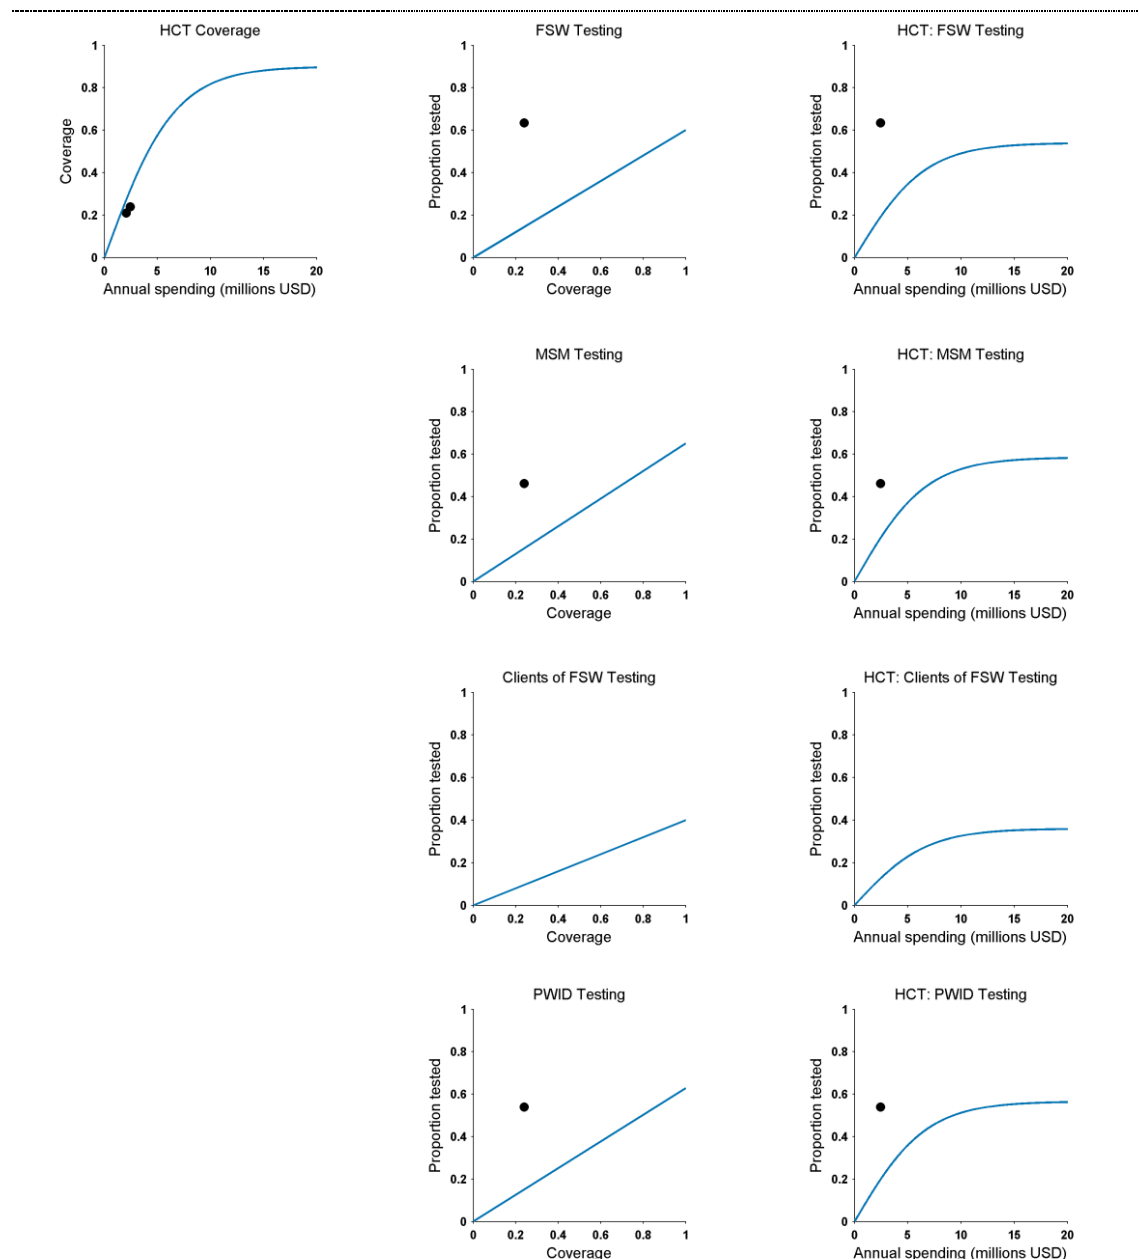 HCT Coverage
1
0.8
0.6
0.4
0.2
0
Coverage
0 5 10 15 20
Annual spending (millions USD)
FSW Testing
1
0.8
0.6
0.4
0.2
0
Proportion tested
0 0.2 0.4 0.6 0.8 1
Coverage
HCT: FSW Testing
1
0.8
0.6
0.4
0.2
0
Proportion tested
0 5 10 15 20
Annual spending (millions USD)
MSM Testing
1
0.8
0.6
0.4
0.2
0
Proportion tested
0 0.2 0.4 0.6 0.8 1
Coverage
HCT: MSM Testing
1
0.8
0.6
0.4
0.2
0
Proportion tested
0 5 10 15 20
Annual spending (millions USD)
Clients of FSW Testing
1
0.8
0.6
0.4
0.2
0
Proportion tested
0 0.2 0.4 0.6 0.8 1
Coverage
HCT: Clients of FSW Testing
1
0.8
0.6
0.4
0.2
0
Proportion tested
0 5 10 15 20
Annual spending (millions USD)
PWID Testing
1
0.8
0.6
0.4
0.2
0
Proportion tested
0 0.2 0.4 0.6 0.8 1
Coverage
HCT: PWID Testing
1
0.8
0.6
0.4
0.2
0
Proportion tested
0 5 10 15 20
Annual spending (millions USD)